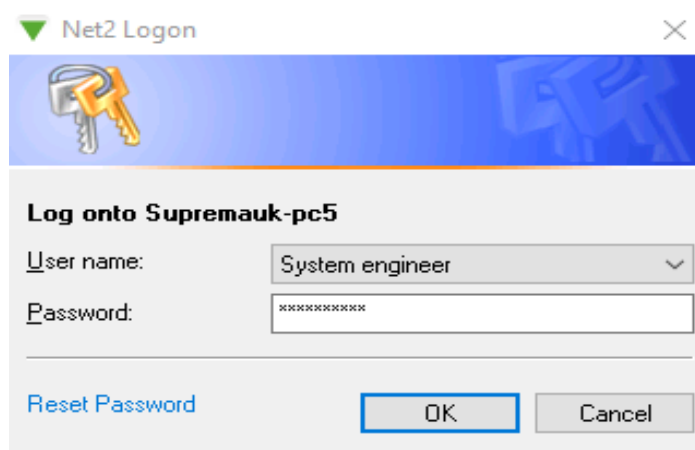 Net2 Logon
Log onto Supremauk-pc5
User name: System engineer
Password: **********
Reset Password OK Cancel